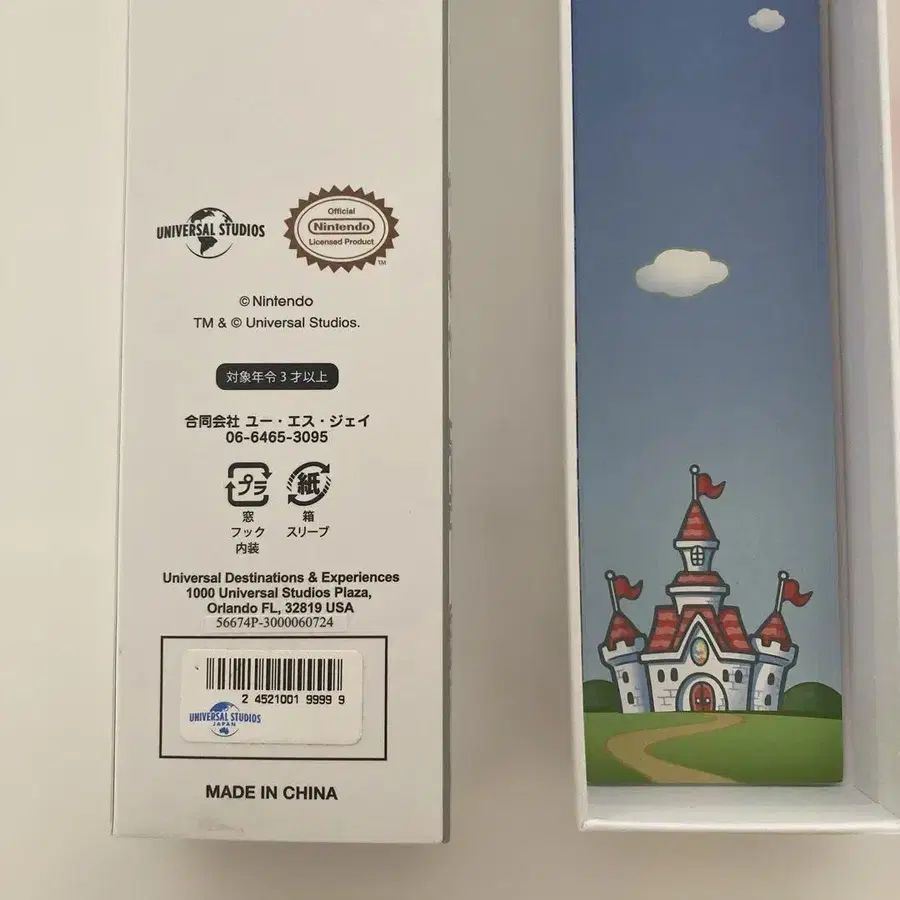 UNIVERSAL STUDIOS
Official
Nintendo
Licensed Product
TM
© Nintendo
TM & © Universal Studios.
対象年令3才以上
合同会社 ユー・エス・ジェイ
06-6465-3095
プラ
紙
窓
フック
内装
箱
スリーブ
Universal Destinations & Experiences
1000 Universal Studios Plaza,
Orlando FL, 32819 USA
56674P-3000060724
2 4521001 9999 9
UNIVERSAL STUDIOS
JAPAN
MADE IN CHINA